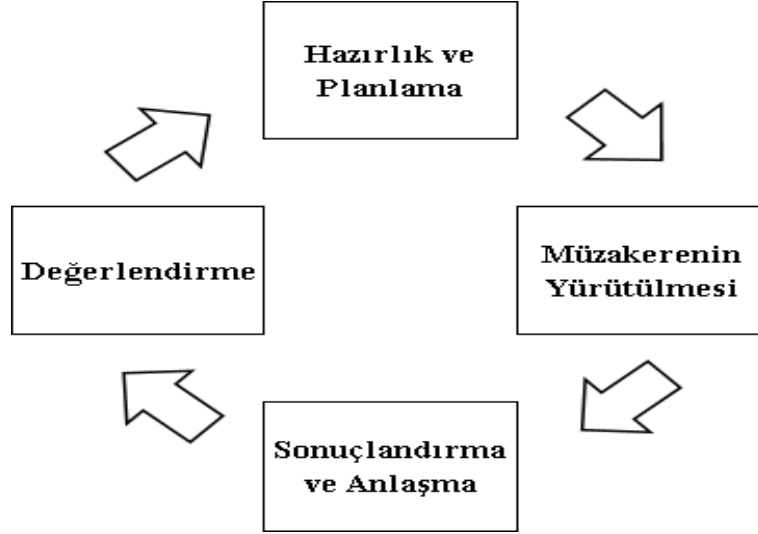 Hazırlık ve
Planlama
Değerlendirme
Müzakerenin
Yürütülmesi
Sonuçlandırma
ve Anlaşma